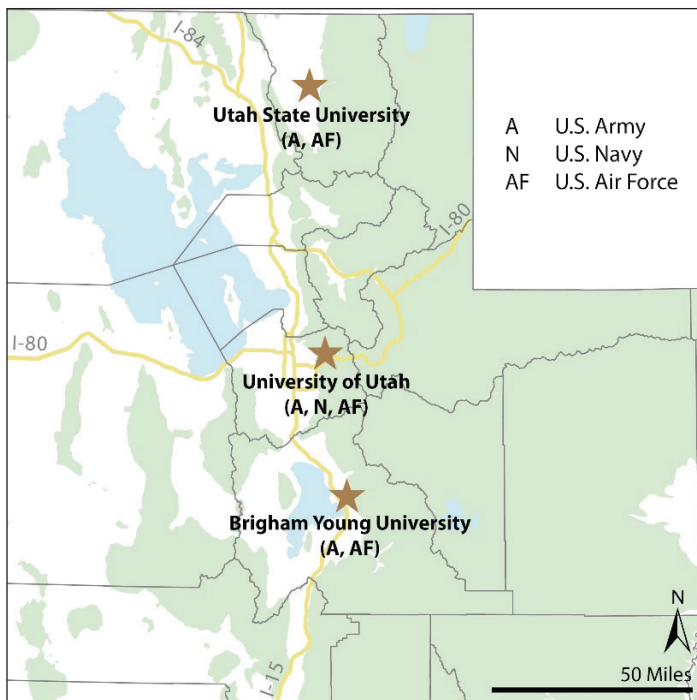 I-84
Utah State University
(A, AF)
A U.S. Army
N U.S. Navy
AF U.S. Air Force
I-80
I-80
University of Utah
(A, N, AF)
Brigham Young University
(A, AF)
N
50 Miles
I-15